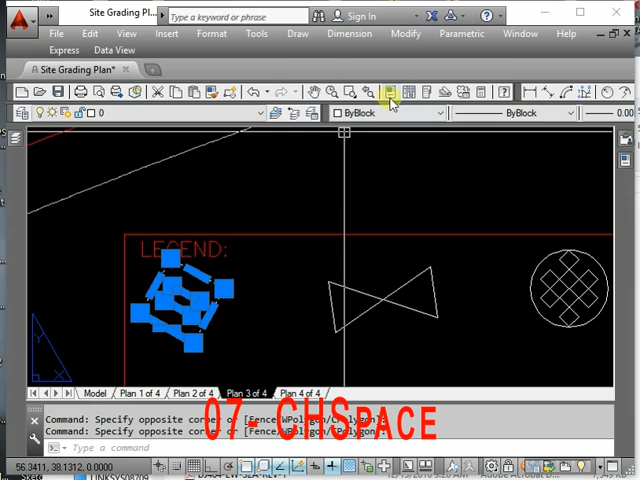 Site Grading Pl...
Type a keyword or phrase
Sign In
File Edit View Insert Format Tools Draw Dimension Modify Parametric Window Help
Express Data View
Site Grading Plan*
0
ByBlock
ByBlock
0.00
LEGEND:
Y
X
Model Plan 1 of 4 Plan 2 of 4 Plan 3 of 4 Plan 4 of 4
07- CHSPACE
Command: Specify opposite corner or [Fence/WPolygon/CPolygon]:
Command: Specify opposite corner or [Fence/WPolygon/CPolygon]:
Type a command
56.3411, 38.1312, 0.0000